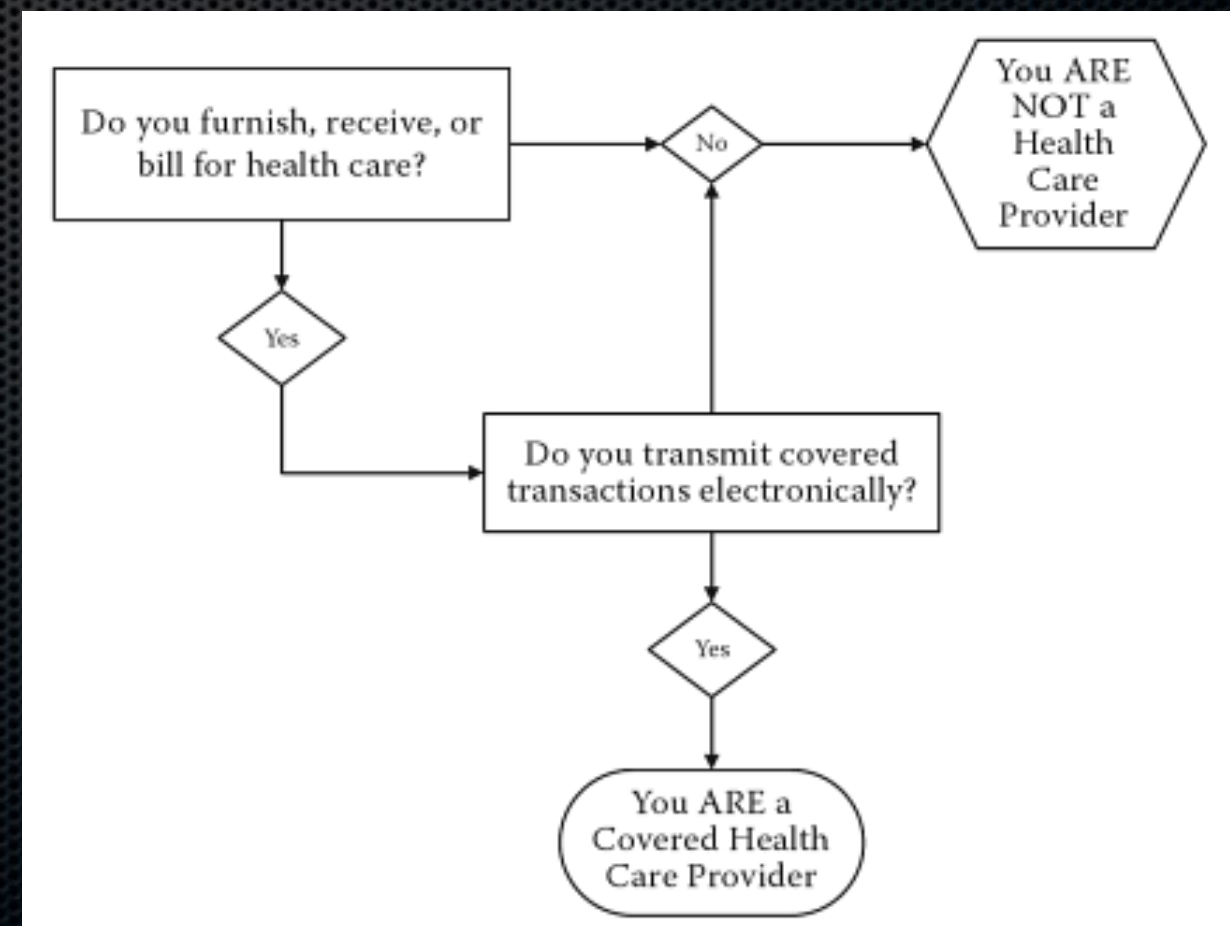 Do you furnish, receive, or
bill for health care?
No
You ARE
NOT a
Health
Care
Provider
Yes
Do you transmit covered
transactions electronically?
Yes
You ARE a
Covered Health
Care Provider